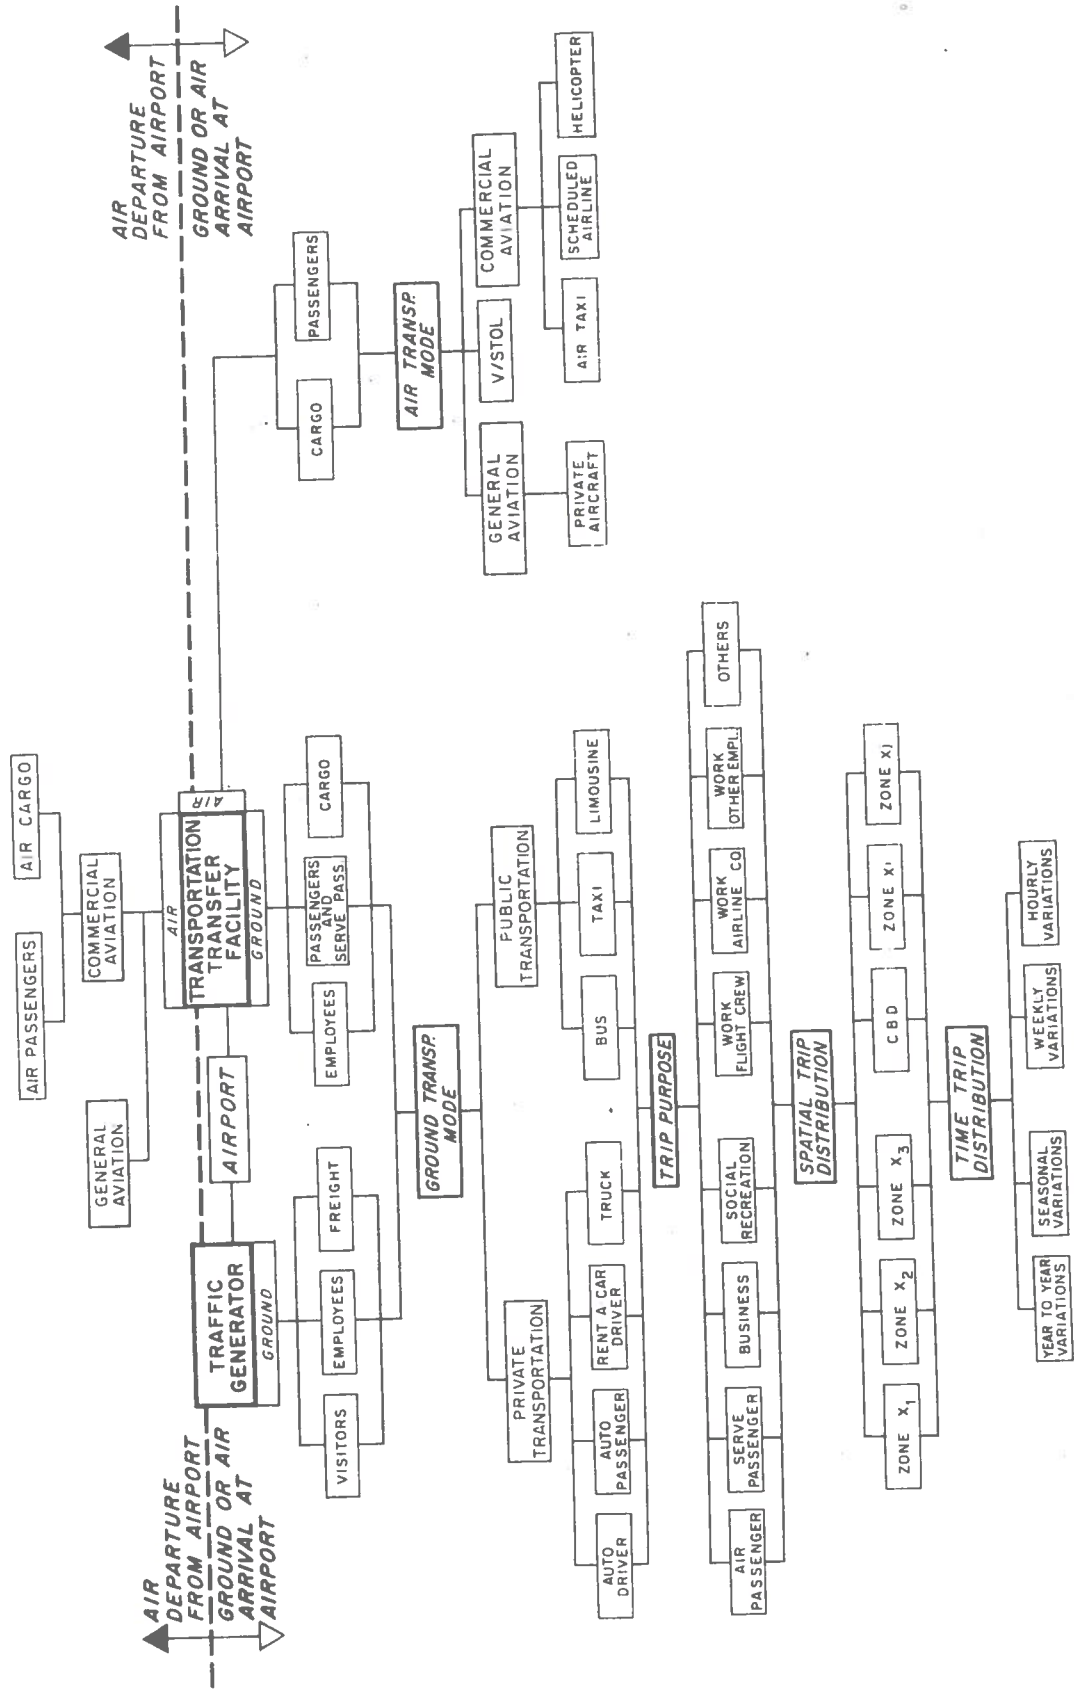 AIR PASSENGERS
AIR CARGO
GENERAL
AVIATION
COMMERCIAL
AVIATION
AIR
DEPARTURE
FROM AIRPORT
GROUND OR AIR
ARRIVAL AT
AIRPORT
TRAFFIC
GENERATOR
GROUND
AIRPORT
AIR
TRANSPORTATION
TRANSFER
FACILITY
GROUND
AIR
AIR
DEPARTURE
FROM AIRPORT
GROUND OR AIR
ARRIVAL AT
AIRPORT
VISITORS
EMPLOYEES
FREIGHT
EMPLOYEES
PASSENGERS
AND
SERVE PASS.
CARGO
CARGO
PASSENGERS
GROUND TRANSP.
MODE
AIR TRANSP.
MODE
PRIVATE
TRANSPORTATION
PUBLIC
TRANSPORTATION
GENERAL
AVIATION
V/STOL
COMMERCIAL
AVIATION
AUTO
DRIVER
AUTO
PASSENGER
RENT A CAR
DRIVER
TRUCK
BUS
TAXI
LIMOUSINE
PRIVATE
AIRCRAFT
AIR TAXI
SCHEDULED
AIRLINE
HELICOPTER
TRIP PURPOSE
AIR
PASSENGER
SERVE
PASSENGER
BUSINESS
SOCIAL
RECREATION
WORK
FLIGHT CREW
WORK
AIRLINE CO.
WORK
OTHER EMPL.
OTHERS
SPATIAL TRIP
DISTRIBUTION
ZONE X1
ZONE X2
ZONE X3
CBD
ZONE Xi
ZONE Xj
TIME TRIP
DISTRIBUTION
YEAR TO YEAR
VARIATIONS
SEASONAL
VARIATIONS
WEEKLY
VARIATIONS
HOURLY
VARIATIONS